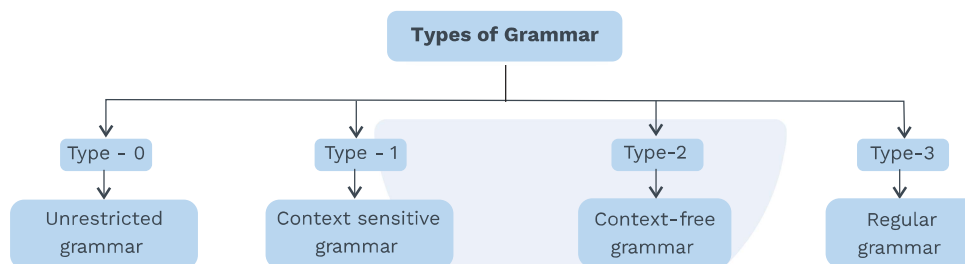 Types of Grammar
Type - 0
Type - 1
Type-2
Type-3
Unrestricted
grammar
Context sensitive
grammar
Context-free
grammar
Regular
grammar